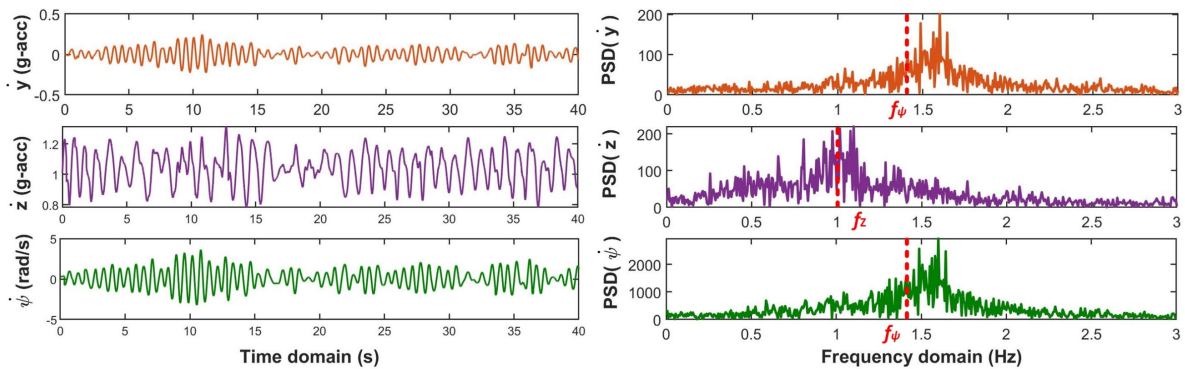 0.5
0
-0.5
ẏ (g-acc)
0 5 10 15 20 25 30 35 40
200
100
0
PSD( ẏ )
0 0.5 1 1.5 2 2.5 3
fψ
1.2
1
0.8
ż (g-acc)
0 5 10 15 20 25 30 35 40
200
100
0
PSD( ż )
0 0.5 1 1.5 2 2.5 3
fz
5
0
-5
ψ̇ (rad/s)
0 5 10 15 20 25 30 35 40
Time domain (s)
2000
1000
0
PSD( ψ̇ )
0 0.5 1 1.5 2 2.5 3
fψ
Frequency domain (Hz)